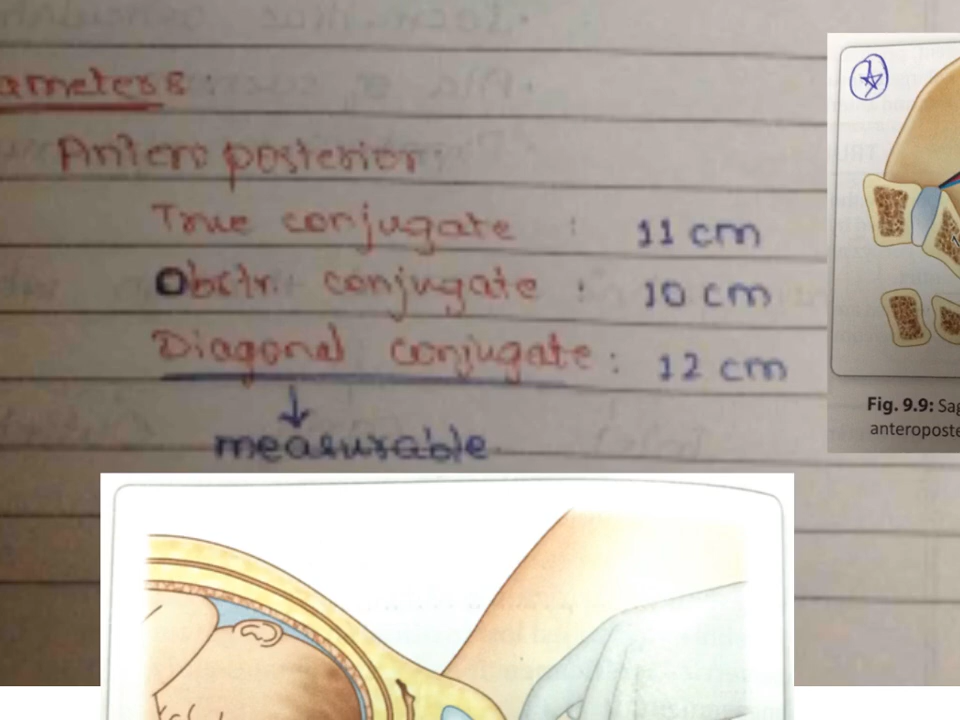 ameters
Antero posterior
True conjugate : 11 cm
Obstr. conjugate : 10 cm
Diagonal conjugate : 12 cm
↓
measurable
Fig. 9.9: Sag
anteroposte